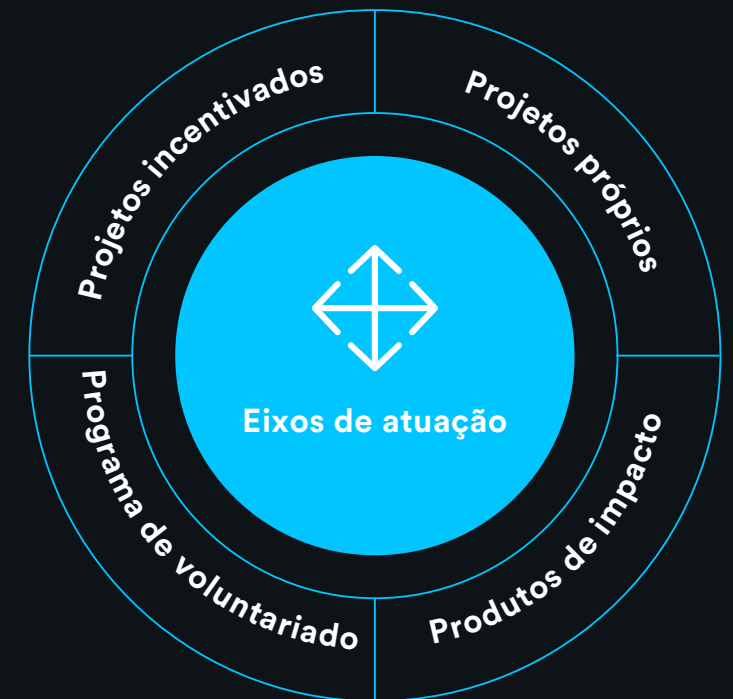 Projetos incentivados
Projetos próprios
Eixos de atuação
Programa de voluntariado
Produtos de impacto